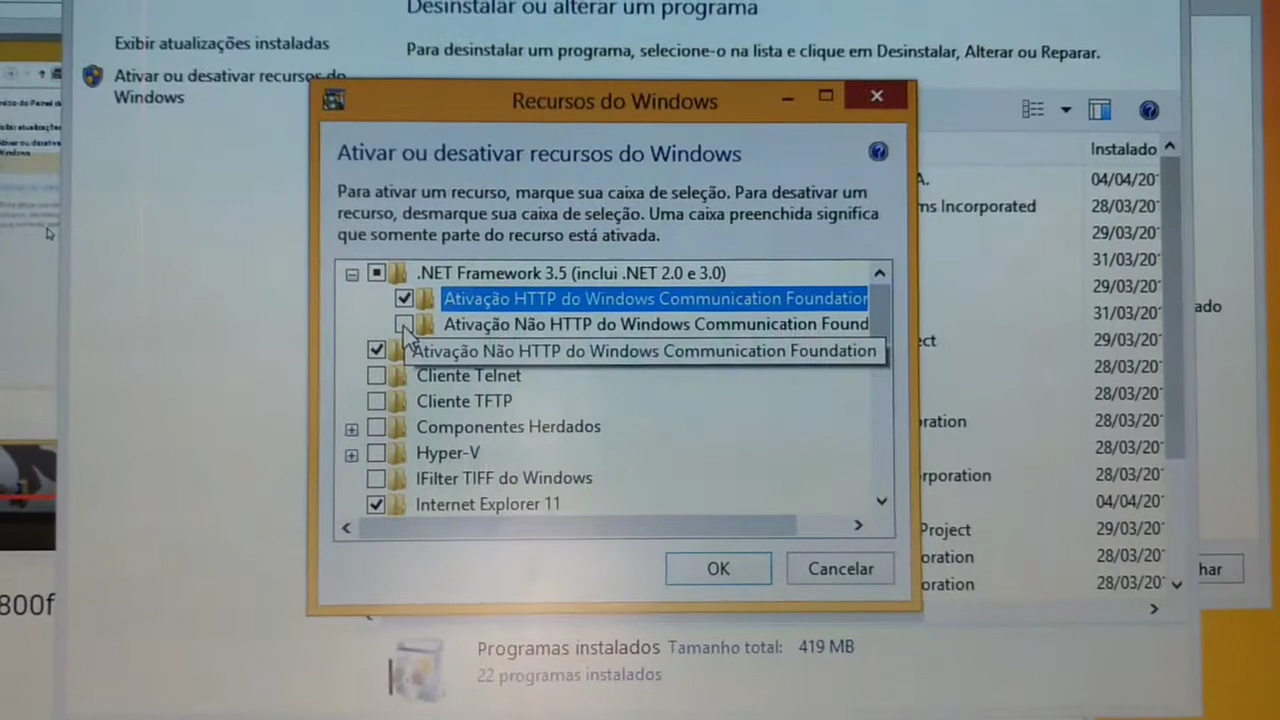 Desinstalar ou alterar um programa
Exibir atualizações instaladas
Para desinstalar um programa, selecione-o na lista e clique em Desinstalar, Alterar ou Reparar.
Ativar ou desativar recursos do
Windows
Recursos do Windows
Ativar ou desativar recursos do Windows
Para ativar um recurso, marque sua caixa de seleção. Para desativar um
recurso, desmarque sua caixa de seleção. Uma caixa preenchida significa
que somente parte do recurso está ativada.
.NET Framework 3.5 (inclui .NET 2.0 e 3.0)
Ativação HTTP do Windows Communication Foundation
Ativação Não HTTP do Windows Communication Found
Ativação Não HTTP do Windows Communication Foundation
Cliente Telnet
Cliente TFTP
Componentes Herdados
Hyper-V
IFilter TIFF do Windows
Internet Explorer 11
OK
Cancelar
Instalado
A. 04/04/20
ms Incorporated 28/03/20
29/03/20
31/03/20
29/03/20
31/03/20
ect 29/03/20
28/03/20
28/03/20
ration 28/03/20
28/03/20
rporation 28/03/20
04/04/20
Project 29/03/20
oration 28/03/20
oration 28/03/20
ado
har
800f
Programas instalados Tamanho total: 419 MB
22 programas instalados